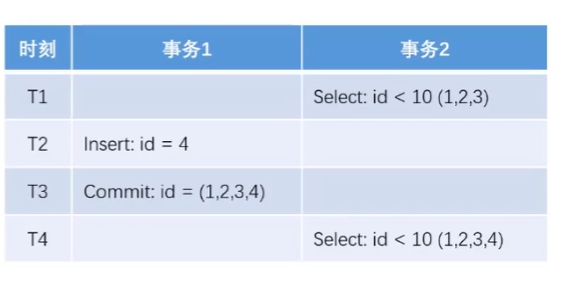 时刻 事务1 事务2
T1 Select: id < 10 (1,2,3)
T2 Insert: id = 4
T3 Commit: id = (1,2,3,4)
T4 Select: id < 10 (1,2,3,4)